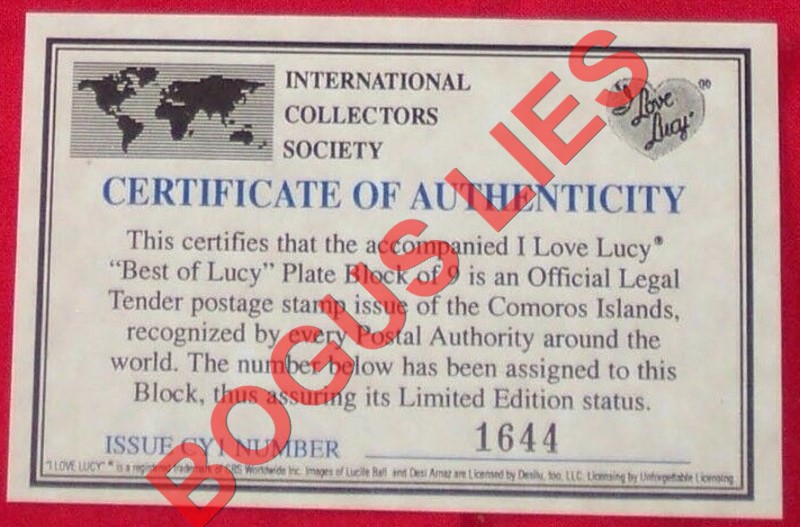 INTERNATIONAL
COLLECTORS
SOCIETY
I Love
Lucy®
CERTIFICATE OF AUTHENTICITY
This certifies that the accompanied I Love Lucy®
"Best of Lucy" Plate Block of 9 is an Official Legal
Tender postage stamp issue of the Comoros Islands,
recognized by every Postal Authority around the
world. The number below has been assigned to this
Block, thus assuring its Limited Edition status.
ISSUE CY1 NUMBER 1644
"I LOVE LUCY"® is a registered trademark of CBS Worldwide Inc. Images of Lucille Ball and Desi Arnaz are Licensed by Desilu, too, LLC. Licensing by Unforgettable Licensing
BOGUS LIES